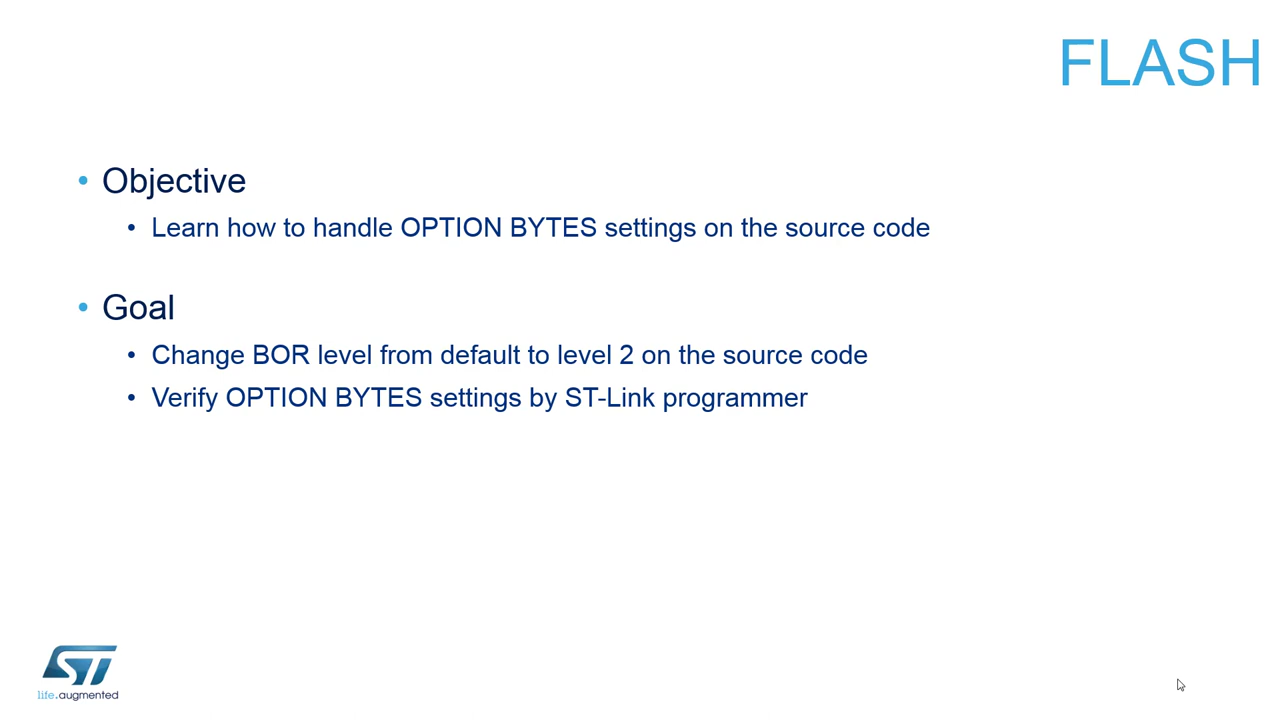 FLASH
• Objective
• Learn how to handle OPTION BYTES settings on the source code
• Goal
• Change BOR level from default to level 2 on the source code
• Verify OPTION BYTES settings by ST-Link programmer
ST
life.augmented